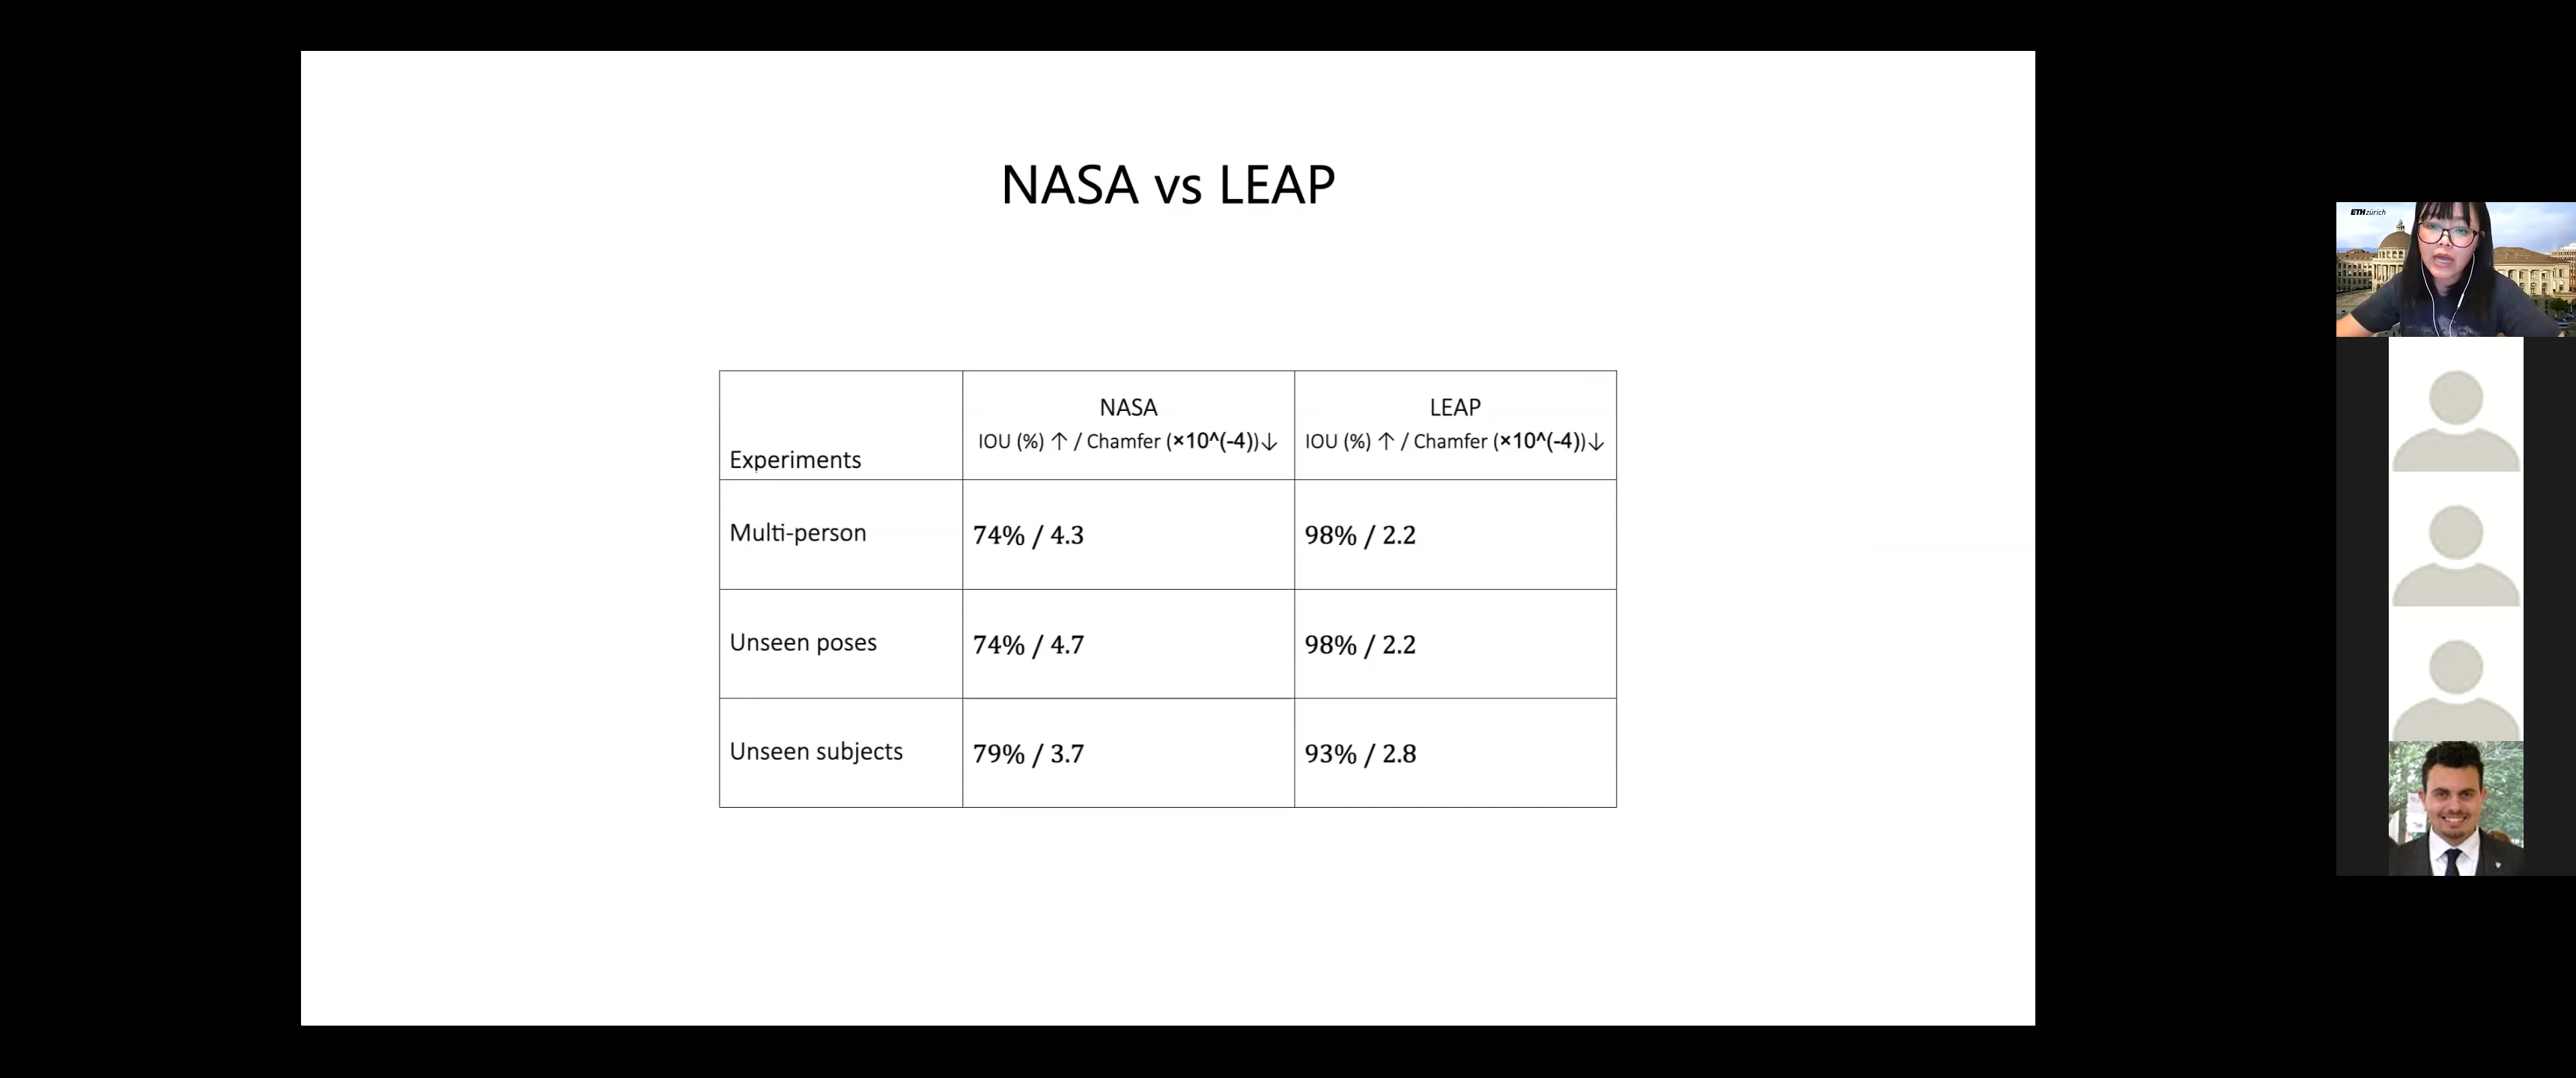 NASA vs LEAP
ETHzürich
Experiments
NASA
IOU (%) ↑ / Chamfer (×10^(-4))↓
LEAP
IOU (%) ↑ / Chamfer (×10^(-4))↓
Multi-person
74% / 4.3
98% / 2.2
Unseen poses
74% / 4.7
98% / 2.2
Unseen subjects
79% / 3.7
93% / 2.8